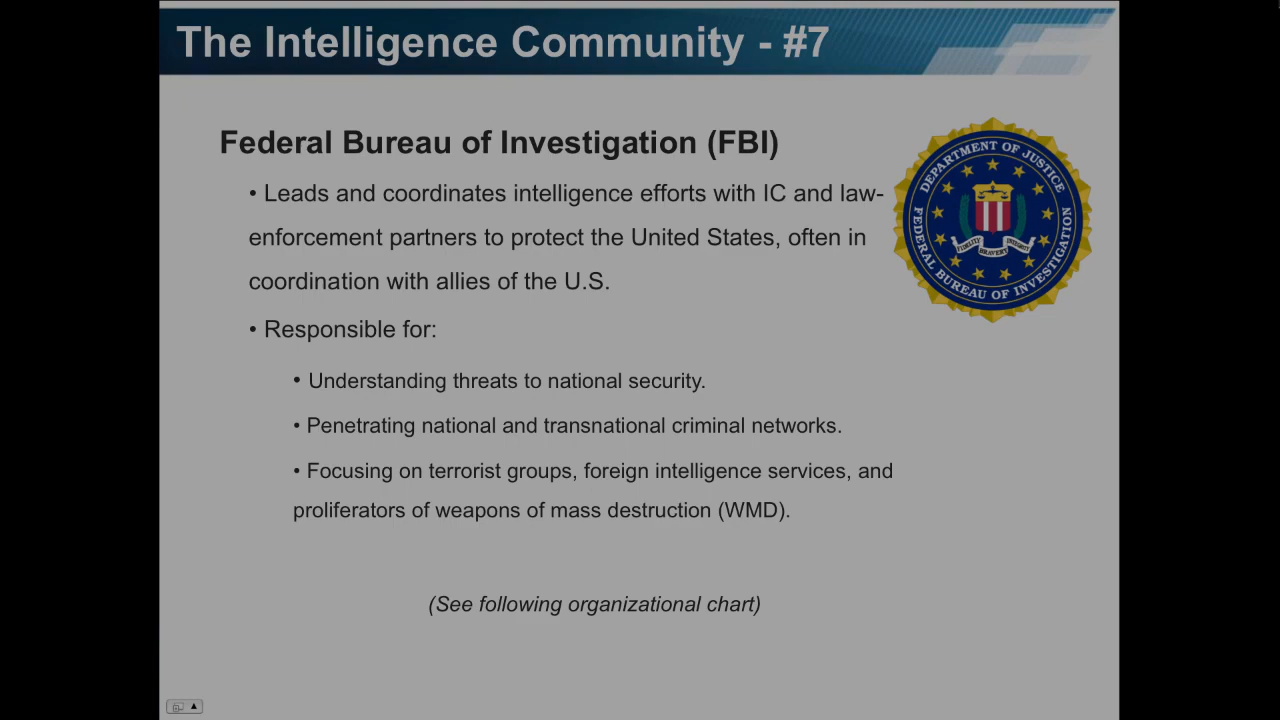 The Intelligence Community - #7
Federal Bureau of Investigation (FBI)
• Leads and coordinates intelligence efforts with IC and law-
enforcement partners to protect the United States, often in
coordination with allies of the U.S.
• Responsible for:
• Understanding threats to national security.
• Penetrating national and transnational criminal networks.
• Focusing on terrorist groups, foreign intelligence services, and
proliferators of weapons of mass destruction (WMD).
(See following organizational chart)
DEPARTMENT OF JUSTICE
FEDERAL BUREAU OF INVESTIGATION
FIDELITY
BRAVERY
INTEGRITY